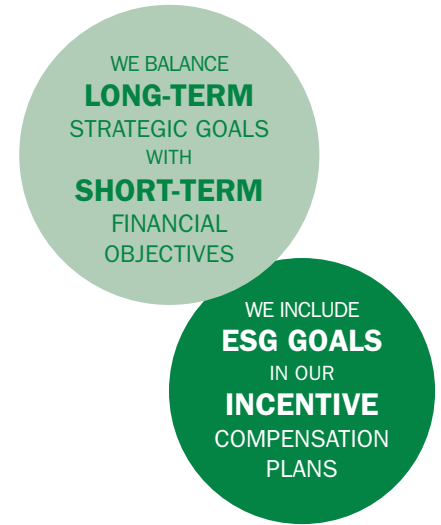 WE BALANCE
LONG-TERM
STRATEGIC GOALS
WITH
SHORT-TERM
FINANCIAL
OBJECTIVES
WE INCLUDE
ESG GOALS
IN OUR
INCENTIVE
COMPENSATION
PLANS